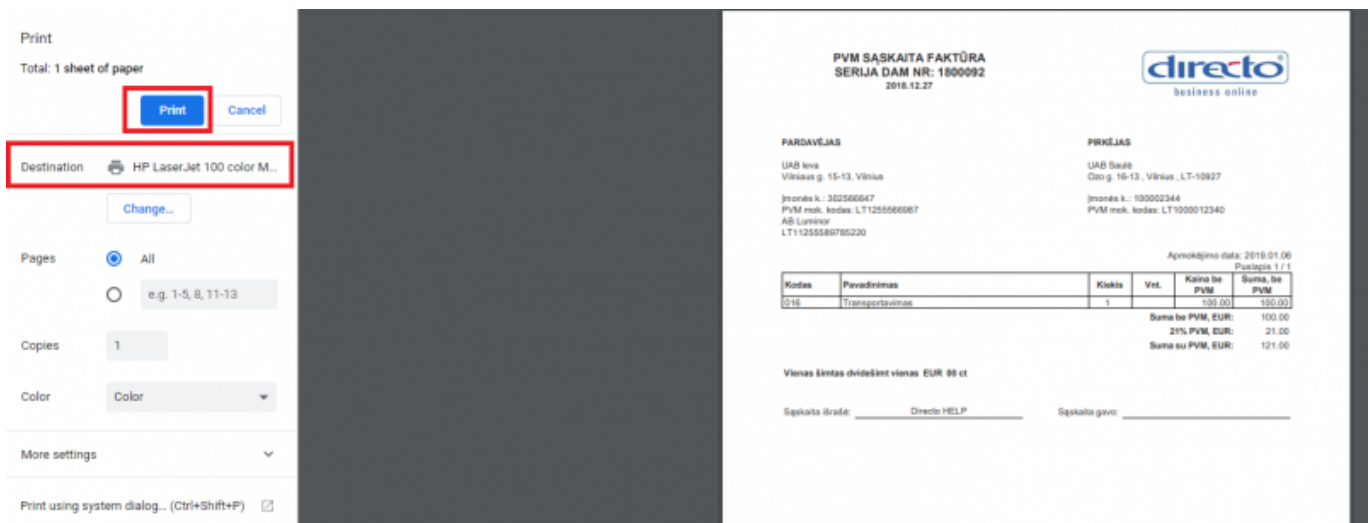 Print
Total: 1 sheet of paper
Print Cancel
Destination HP LaserJet 100 color M...
Change...
Pages All
e.g. 1-5, 8, 11-13
Copies 1
Color Color
More settings
Print using system dialog... (Ctrl+Shift+P)
PVM SĄSKAITA FAKTŪRA
SERIJA DAM NR: 1800092
2018.12.27
directo
business online
PARDAVĖJAS
UAB Ieva
Vilniaus g. 15-13, Vilnius
Įmonės k.: 302566647
PVM mok. kodas: LT1255566987
AB Luminor
LT11255589785220
PIRKĖJAS
UAB Saulė
Ozo g. 16-13 , Vilnius , LT-10927
Įmonės k.: 100002344
PVM mok. kodas: LT1000012340
Apmokėjimo data: 2019.01.06
Puslapis 1 / 1
Kodas Pavadinimas Kiekis Vnt. Kaina be PVM Suma, be PVM
016 Transportavimas 1 100.00 100.00
Suma be PVM, EUR: 100.00
21% PVM, EUR: 21.00
Suma su PVM, EUR: 121.00
Vienas šimtas dvidešimt vienas EUR 00 ct
Sąskaita išrašė: Directo HELP Sąskaita gavo: